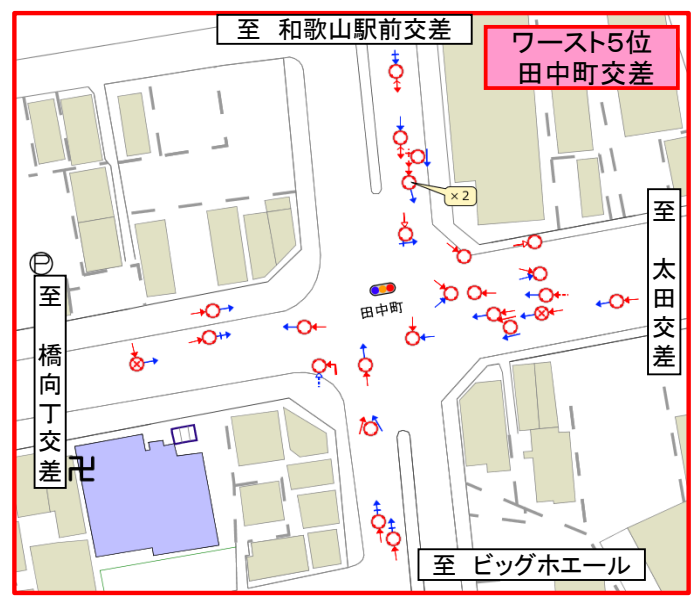 至　和歌山駅前交差
ワースト5位
田中町交差
×2
至　太田交差
田中町
至　橋向丁交差
卍
至　ビッグホエール